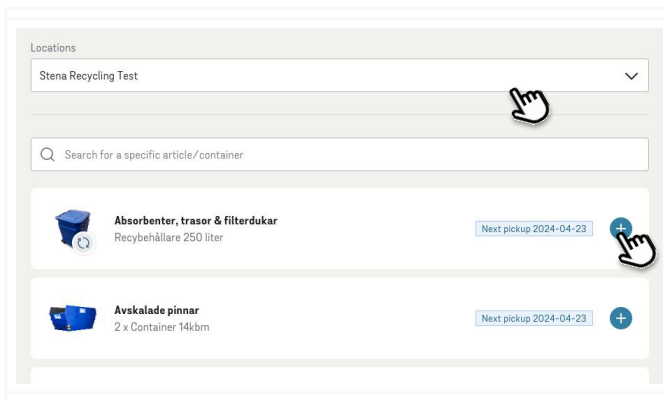 Locations
Stena Recycling Test
Search for a specific article/container
Absorbenter, trasor & filterdukar
Recybehållare 250 liter
Next pickup 2024-04-23
Avskalade pinnar
2 x Container 14kbm
Next pickup 2024-04-23